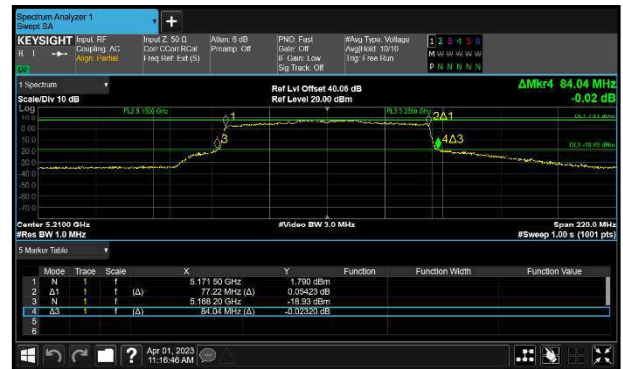 Spectrum Analyzer 1
Swept SA
+
KEYSIGHT Input: RF Input Z: 50 Ω Atten: 6 dB PNO: Fast #Avg Type: Voltage 1 2 3 4 5 6
R L Coupling: AC Corr CCorr RCal Preamp: Off Gate: Off Avg|Hold: 10/10 M W W W W W
Align: Partial Freq Ref: Ext (S) IF Gain: Low Trig: Free Run
Sig Track: Off P N N N N N
1 Spectrum Ref Lvl Offset 40.06 dB ΔMkr4 84.04 MHz
Scale/Div 10 dB Ref Level 20.00 dBm -0.02 dB
Log
10.0
0.00
-10.0
-20.0
-30.0
-40.0
-50.0
-60.0
-70.0
1
2Δ1
3
4Δ3
Center 5.2100 GHz #Video BW 3.0 MHz Span 220.0 MHz
#Res BW 1.0 MHz #Sweep 1.00 s (1001 pts)
5 Marker Table
Mode Trace Scale X Y Function Function Width Function Value
1 N 1 f 5.171 50 GHz 1.790 dBm
2 Δ1 1 f (Δ) 77.22 MHz (Δ) 0.05423 dB
3 N 1 f 5.168 20 GHz -18.93 dBm
4 Δ3 1 f (Δ) 84.04 MHz (Δ) -0.02320 dB
5
6
? Apr 01, 2023
11:16:46 AM